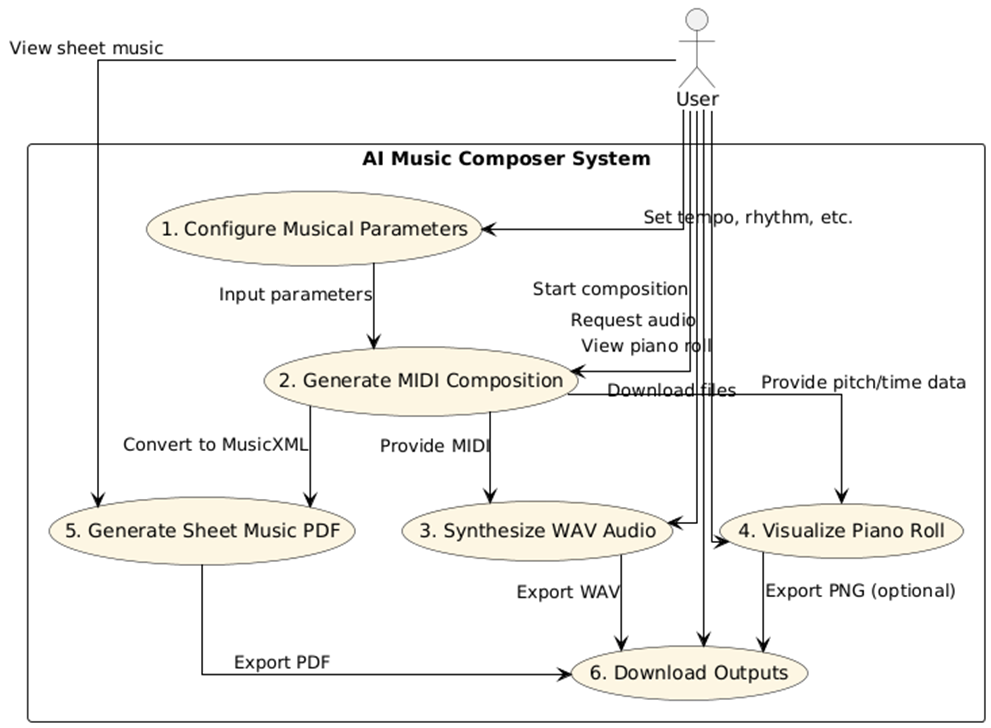 View sheet music
User
AI Music Composer System
Set tempo, rhythm, etc.
1. Configure Musical Parameters
Input parameters
Start composition
Request audio
View piano roll
2. Generate MIDI Composition
Download files
Provide pitch/time data
Convert to MusicXML
Provide MIDI
5. Generate Sheet Music PDF
3. Synthesize WAV Audio
4. Visualize Piano Roll
Export WAV
Export PNG (optional)
Export PDF
6. Download Outputs